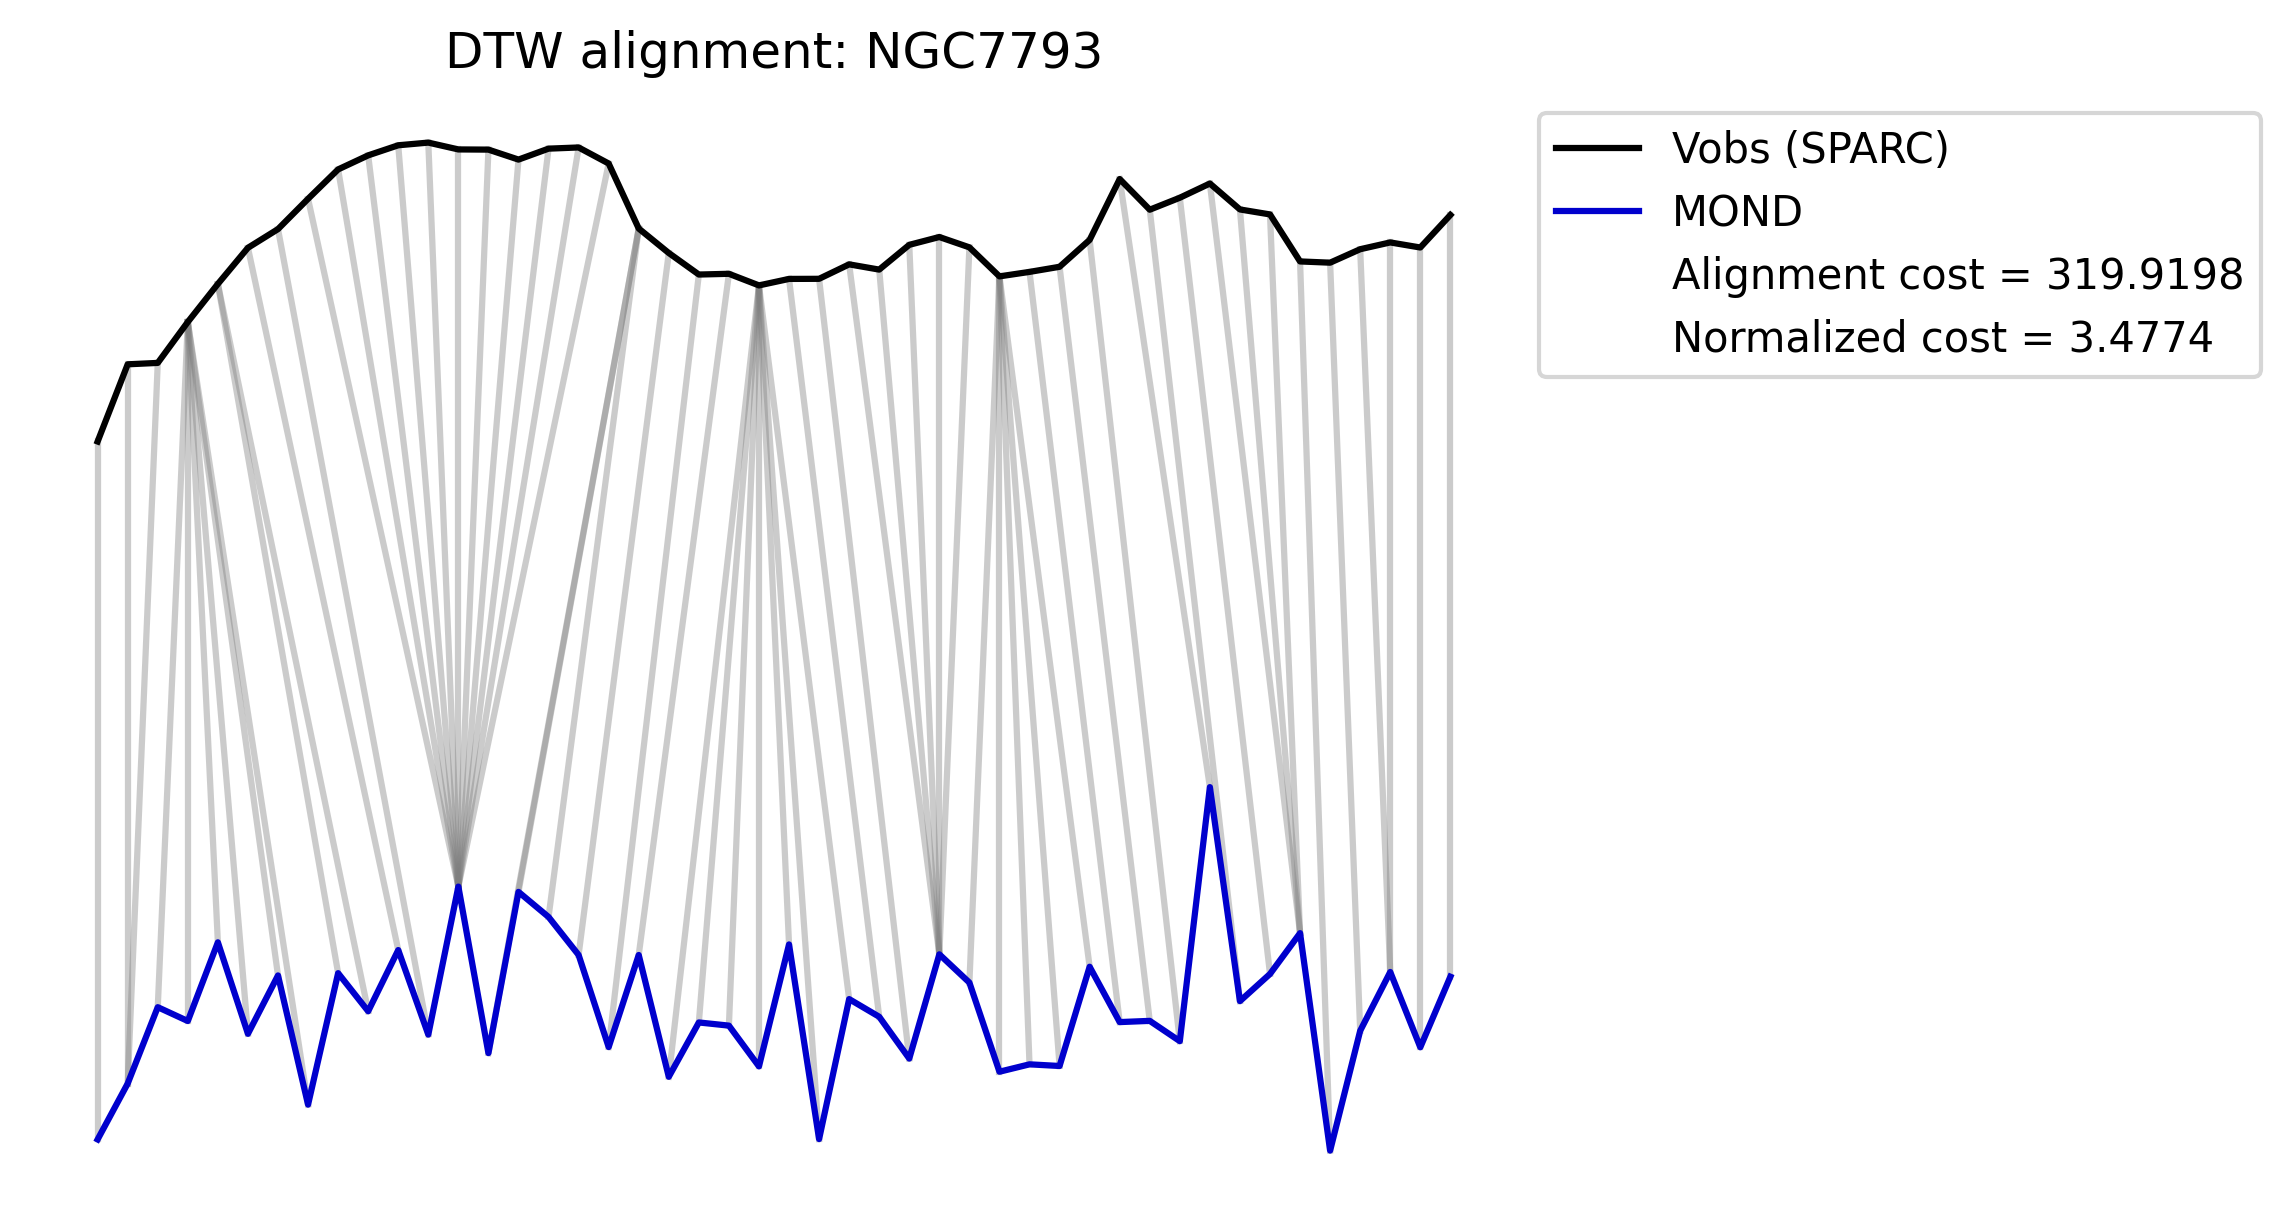 DTW alignment: NGC7793
Vobs (SPARC)
MOND
Alignment cost = 319.9198
Normalized cost = 3.4774